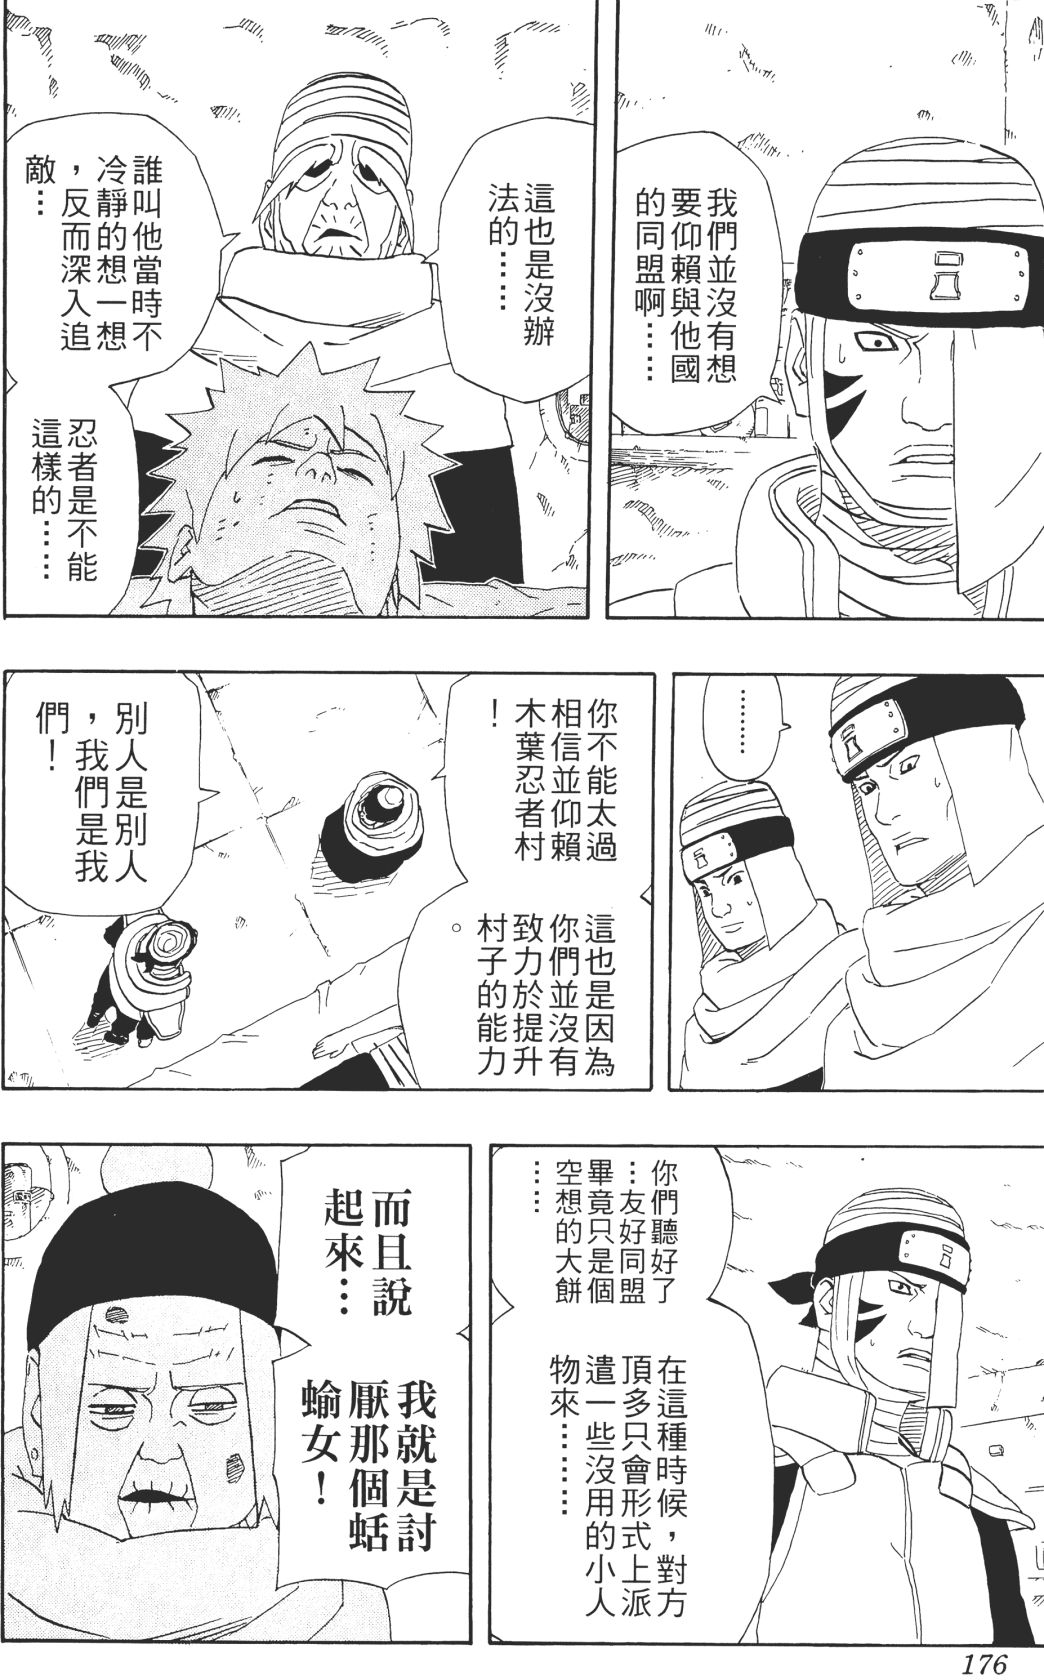 我們並沒有想
要仰賴與他國
的同盟啊……
這也是沒辦
法的……
誰叫他當時不
冷靜的想一想
，反而深入追
敵…
忍者是不能
這樣的……
………
你不能太過
相信並仰賴
木葉忍者村
！
這也是因為
你們並沒有
致力於提升
村子的能力
。
別人是別人
，我們是我
們！
你們聽好了
…友好同盟
畢竟只是個
空想的大餅
……
在這種時候，對方
頂多只會形式上派
遣一些沒用的小人
物來………
而且說
起來…
我就是討
厭那個蛞
蝓女！
176